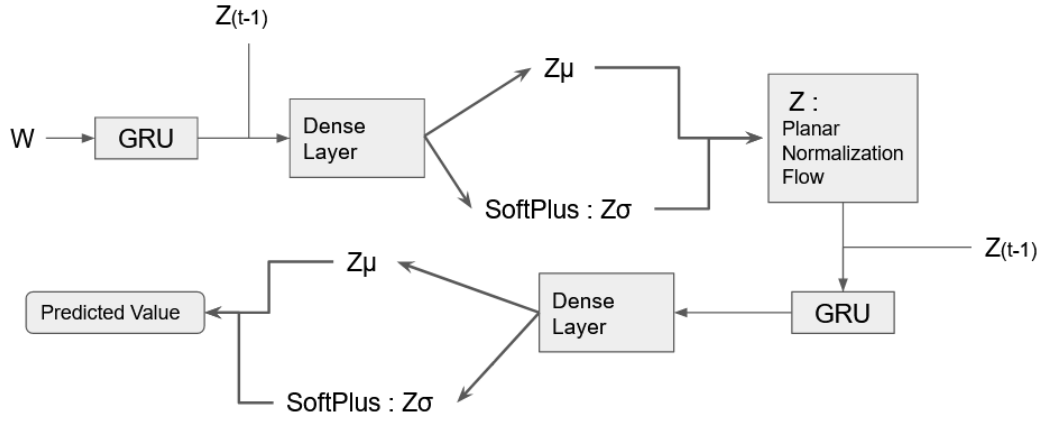 Z(t-1)
W
GRU
Dense
Layer
Zμ
SoftPlus : Zσ
Z :
Planar
Normalization
Flow
Z(t-1)
GRU
Dense
Layer
Zμ
SoftPlus : Zσ
Predicted Value